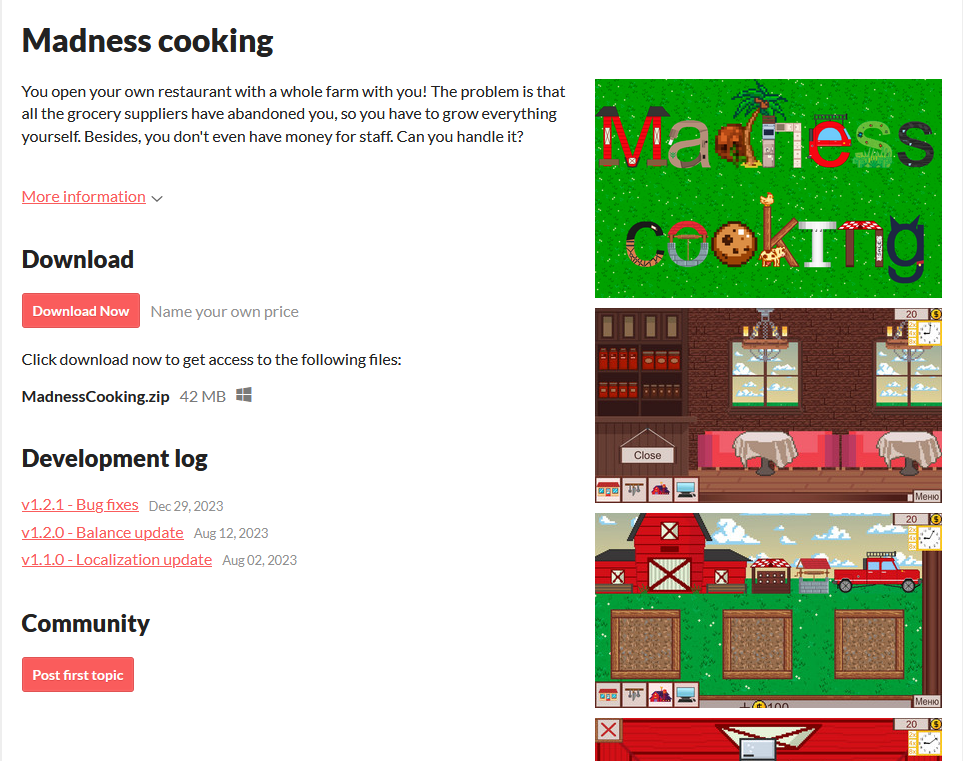 Madness cooking
You open your own restaurant with a whole farm with you! The problem is that
all the grocery suppliers have abandoned you, so you have to grow everything
yourself. Besides, you don't even have money for staff. Can you handle it?
More information
Download
Download Now Name your own price
Click download now to get access to the following files:
MadnessCooking.zip 42 MB
Development log
v1.2.1 - Bug fixes Dec 29, 2023
v1.2.0 - Balance update Aug 12, 2023
v1.1.0 - Localization update Aug 02, 2023
Community
Post first topic
Madness
cooking
SALE
20
Close
Меню
20
Меню
+ 100
20